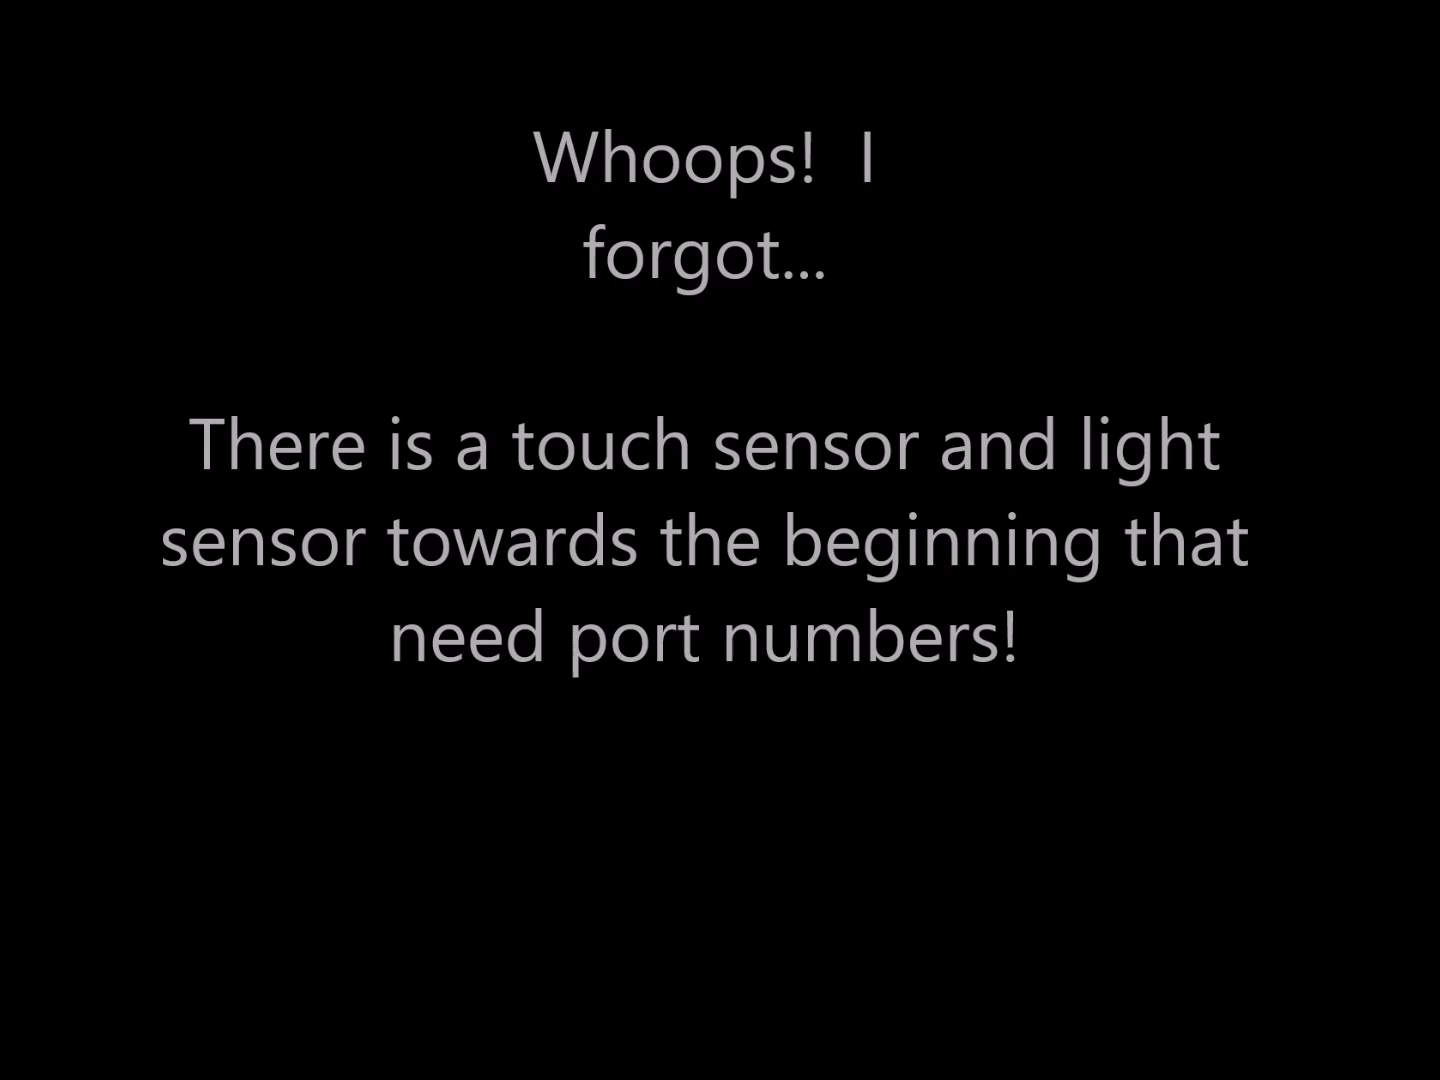 Whoops!  I
forgot...
There is a touch sensor and light
sensor towards the beginning that
need port numbers!